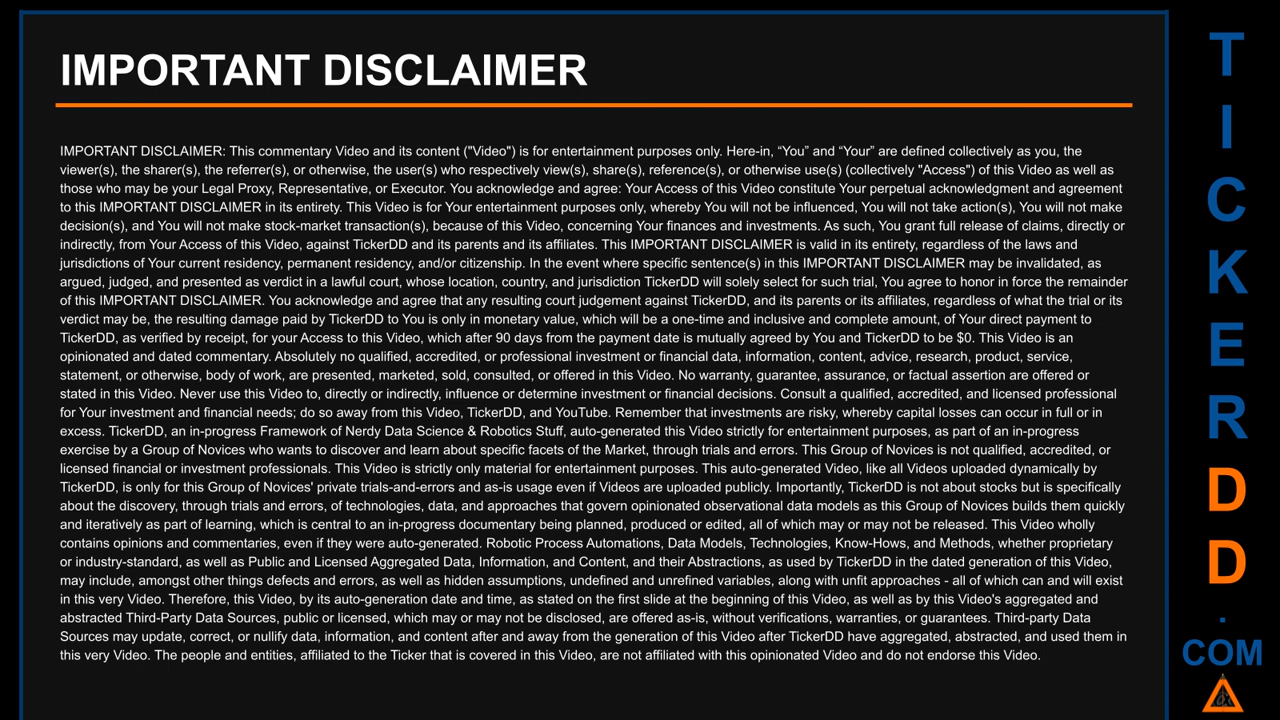 IMPORTANT DISCLAIMER
IMPORTANT DISCLAIMER: This commentary Video and its content ("Video") is for entertainment purposes only. Here-in, “You” and “Your” are defined collectively as you, the
viewer(s), the sharer(s), the referrer(s), or otherwise, the user(s) who respectively view(s), share(s), reference(s), or otherwise use(s) (collectively "Access") of this Video as well as
those who may be your Legal Proxy, Representative, or Executor. You acknowledge and agree: Your Access of this Video constitute Your perpetual acknowledgment and agreement
to this IMPORTANT DISCLAIMER in its entirety. This Video is for Your entertainment purposes only, whereby You will not be influenced, You will not take action(s), You will not make
decision(s), and You will not make stock-market transaction(s), because of this Video, concerning Your finances and investments. As such, You grant full release of claims, directly or
indirectly, from Your Access of this Video, against TickerDD and its parents and its affiliates. This IMPORTANT DISCLAIMER is valid in its entirety, regardless of the laws and
jurisdictions of Your current residency, permanent residency, and/or citizenship. In the event where specific sentence(s) in this IMPORTANT DISCLAIMER may be invalidated, as
argued, judged, and presented as verdict in a lawful court, whose location, country, and jurisdiction TickerDD will solely select for such trial, You agree to honor in force the remainder
of this IMPORTANT DISCLAIMER. You acknowledge and agree that any resulting court judgement against TickerDD, and its parents or its affiliates, regardless of what the trial or its
verdict may be, the resulting damage paid by TickerDD to You is only in monetary value, which will be a one-time and inclusive and complete amount, of Your direct payment to
TickerDD, as verified by receipt, for your Access to this Video, which after 90 days from the payment date is mutually agreed by You and TickerDD to be $0. This Video is an
opinionated and dated commentary. Absolutely no qualified, accredited, or professional investment or financial data, information, content, advice, research, product, service,
statement, or otherwise, body of work, are presented, marketed, sold, consulted, or offered in this Video. No warranty, guarantee, assurance, or factual assertion are offered or
stated in this Video. Never use this Video to, directly or indirectly, influence or determine investment or financial decisions. Consult a qualified, accredited, and licensed professional
for Your investment and financial needs; do so away from this Video, TickerDD, and YouTube. Remember that investments are risky, whereby capital losses can occur in full or in
excess. TickerDD, an in-progress Framework of Nerdy Data Science & Robotics Stuff, auto-generated this Video strictly for entertainment purposes, as part of an in-progress
exercise by a Group of Novices who wants to discover and learn about specific facets of the Market, through trials and errors. This Group of Novices is not qualified, accredited, or
licensed financial or investment professionals. This Video is strictly only material for entertainment purposes. This auto-generated Video, like all Videos uploaded dynamically by
TickerDD, is only for this Group of Novices' private trials-and-errors and as-is usage even if Videos are uploaded publicly. Importantly, TickerDD is not about stocks but is specifically
about the discovery, through trials and errors, of technologies, data, and approaches that govern opinionated observational data models as this Group of Novices builds them quickly
and iteratively as part of learning, which is central to an in-progress documentary being planned, produced or edited, all of which may or may not be released. This Video wholly
contains opinions and commentaries, even if they were auto-generated. Robotic Process Automations, Data Models, Technologies, Know-Hows, and Methods, whether proprietary
or industry-standard, as well as Public and Licensed Aggregated Data, Information, and Content, and their Abstractions, as used by TickerDD in the dated generation of this Video,
may include, amongst other things defects and errors, as well as hidden assumptions, undefined and unrefined variables, along with unfit approaches - all of which can and will exist
in this very Video. Therefore, this Video, by its auto-generation date and time, as stated on the first slide at the beginning of this Video, as well as by this Video's aggregated and
abstracted Third-Party Data Sources, public or licensed, which may or may not be disclosed, are offered as-is, without verifications, warranties, or guarantees. Third-party Data
Sources may update, correct, or nullify data, information, and content after and away from the generation of this Video after TickerDD have aggregated, abstracted, and used them in
this very Video. The people and entities, affiliated to the Ticker that is covered in this Video, are not affiliated with this opinionated Video and do not endorse this Video.
T
I
C
K
E
R
D
D
.
COM